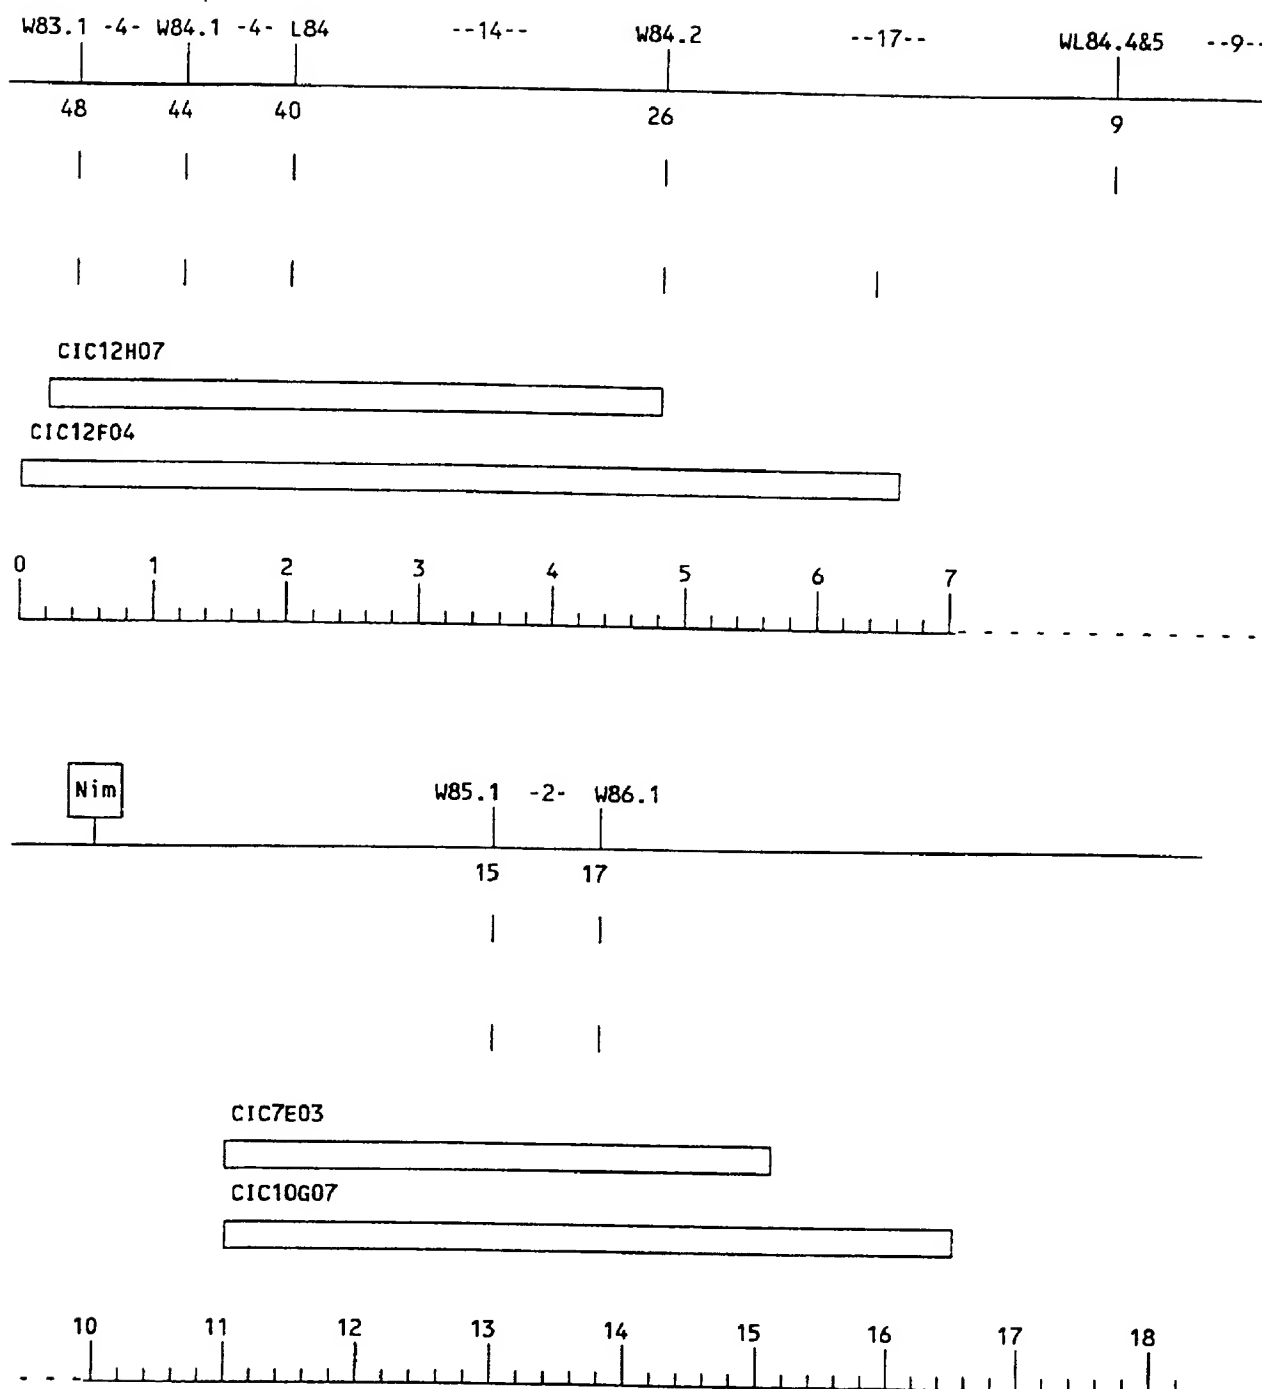 W83.1 -4- W84.1 -4- L84 --14-- W84.2 --17-- WL84.4&5 --9--
48 44 40 26 9
CIC12H07
CIC12F04
0 1 2 3 4 5 6 7
Nim
W85.1 -2- W86.1
15 17
CIC7E03
CIC10G07
10 11 12 13 14 15 16 17 18